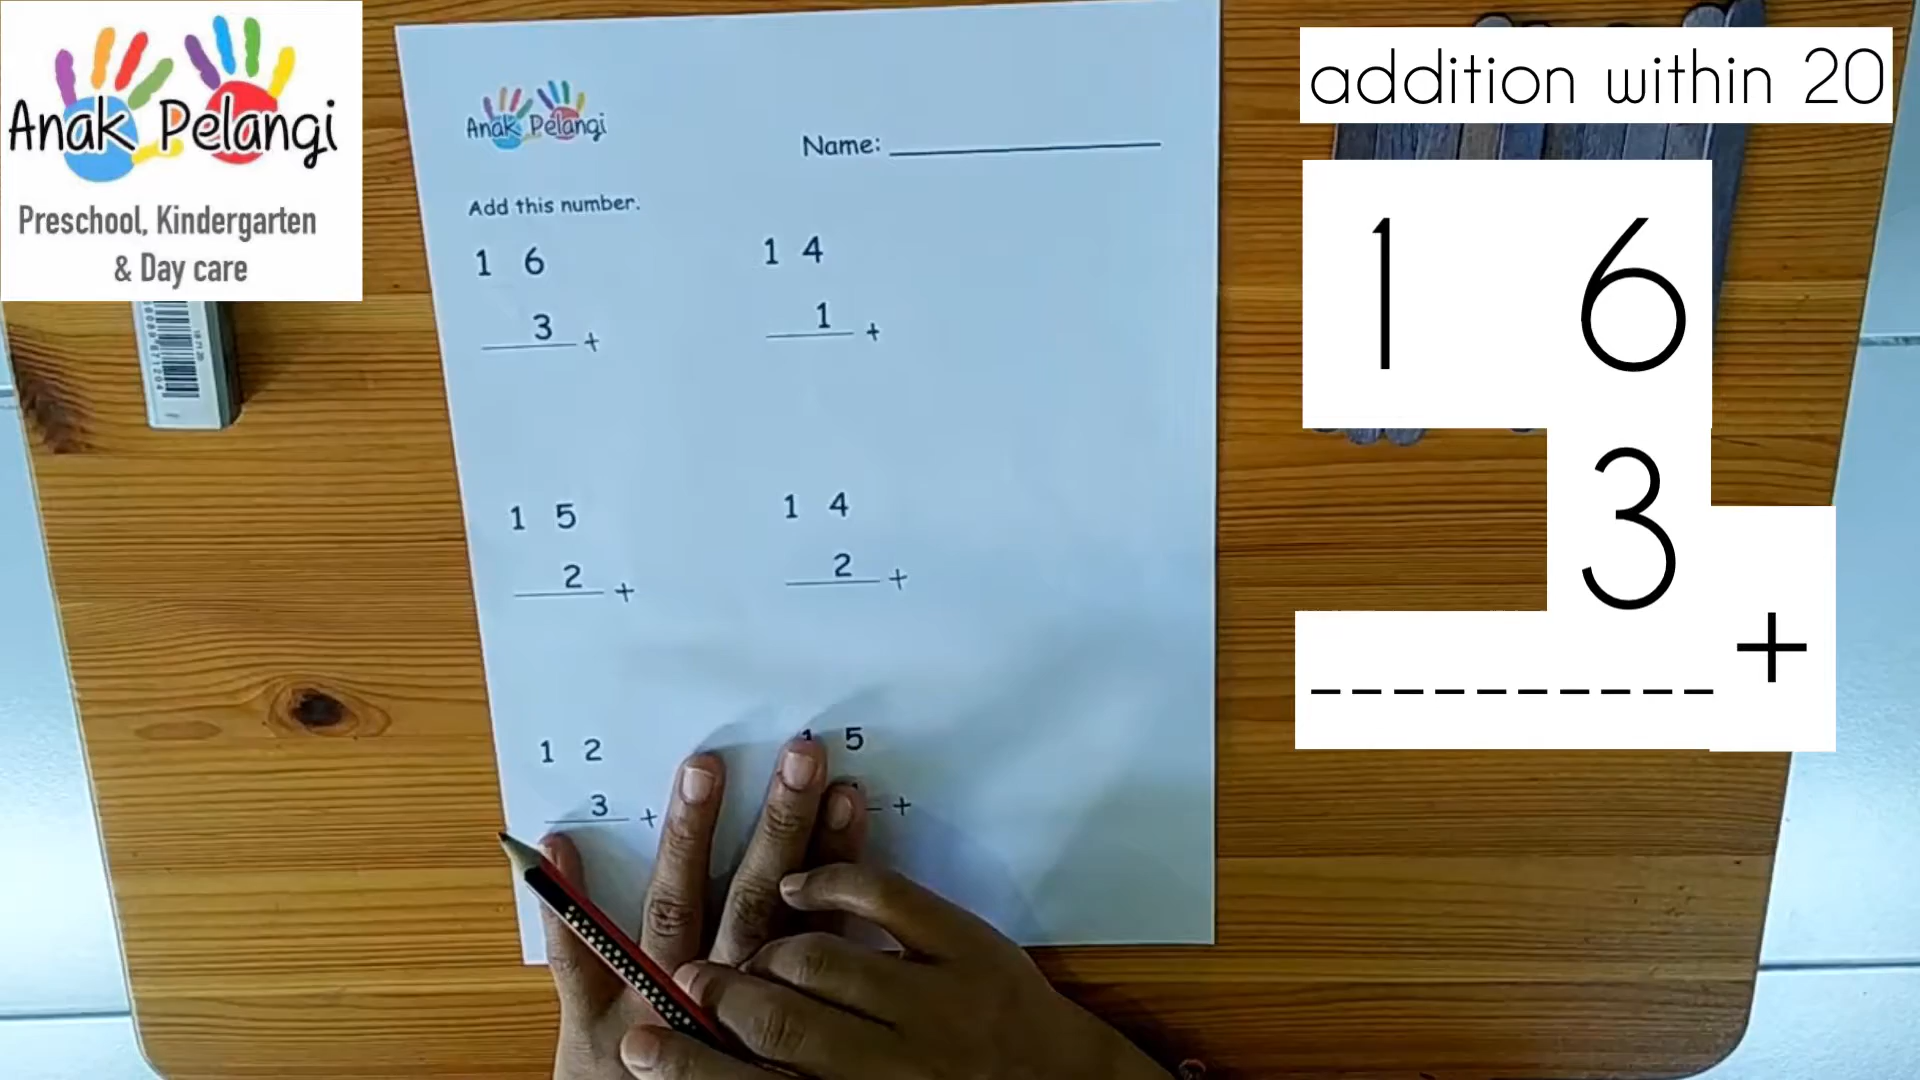 Anak Pelangi
Preschool, Kindergarten
& Day care
Anak Pelangi
Name:
Add this number.
1 6
3 +
1 4
1 +
1 5
2 +
1 4
2 +
1 2
3 +
5
+
addition within 20
1 6
3
+